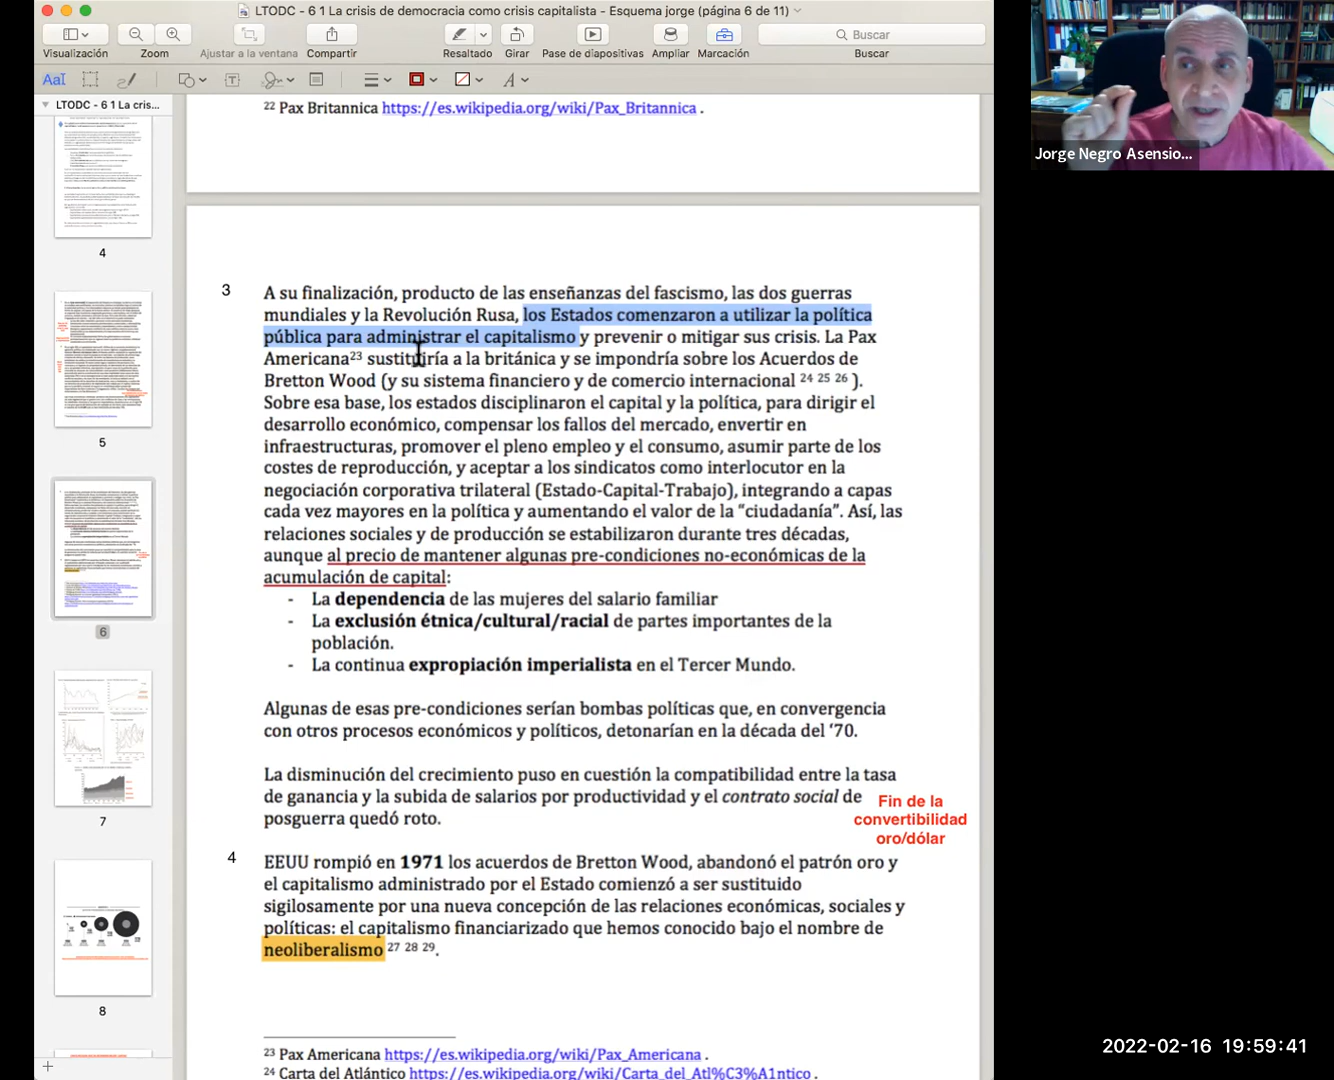 LTODC - 6 1 La crisis de democracia como crisis capitalista - Esquema jorge (página 6 de 11)
Visualización
Zoom
Ajustar a la ventana
Compartir
Resaltado
Girar
Pase de diapositivas
Ampliar
Marcación
Buscar
Buscar
LTODC - 6 1 La cris...
4
5
6
7
8
22 Pax Britannica https://es.wikipedia.org/wiki/Pax_Britannica .
3
A su finalización, producto de las enseñanzas del fascismo, las dos guerras
mundiales y la Revolución Rusa, los Estados comenzaron a utilizar la política
pública para administrar el capitalismo y prevenir o mitigar sus crisis. La Pax
Americana23 sustituiría a la británica y se impondría sobre los Acuerdos de
Bretton Wood (y su sistema financiero y de comercio internacional 24 25 26 ).
Sobre esa base, los estados disciplinaron el capital y la política, para dirigir el
desarrollo económico, compensar los fallos del mercado, envertir en
infraestructuras, promover el pleno empleo y el consumo, asumir parte de los
costes de reproducción, y aceptar a los sindicatos como interlocutor en la
negociación corporativa trilateral (Estado-Capital-Trabajo), integrando a capas
cada vez mayores en la política y aumentando el valor de la “ciudadanía”. Así, las
relaciones sociales y de producción se estabilizaron durante tres décadas,
aunque al precio de mantener algunas pre-condiciones no-económicas de la
acumulación de capital:
- La dependencia de las mujeres del salario familiar
- La exclusión étnica/cultural/racial de partes importantes de la
población.
- La continua expropiación imperialista en el Tercer Mundo.
Algunas de esas pre-condiciones serían bombas políticas que, en convergencia
con otros procesos económicos y políticos, detonarían en la década del ‘70.
La disminución del crecimiento puso en cuestión la compatibilidad entre la tasa
de ganancia y la subida de salarios por productividad y el contrato social de
posguerra quedó roto.
Fin de la
convertibilidad
oro/dólar
4
EEUU rompió en 1971 los acuerdos de Bretton Wood, abandonó el patrón oro y
el capitalismo administrado por el Estado comienzó a ser sustituido
sigilosamente por una nueva concepción de las relaciones económicas, sociales y
políticas: el capitalismo financiarizado que hemos conocido bajo el nombre de
neoliberalismo 27 28 29.
23 Pax Americana https://es.wikipedia.org/wiki/Pax_Americana .
24 Carta del Atlántico https://es.wikipedia.org/wiki/Carta_del_Atl%C3%A1ntico .
Jorge Negro Asensio...
2022-02-16 19:59:41